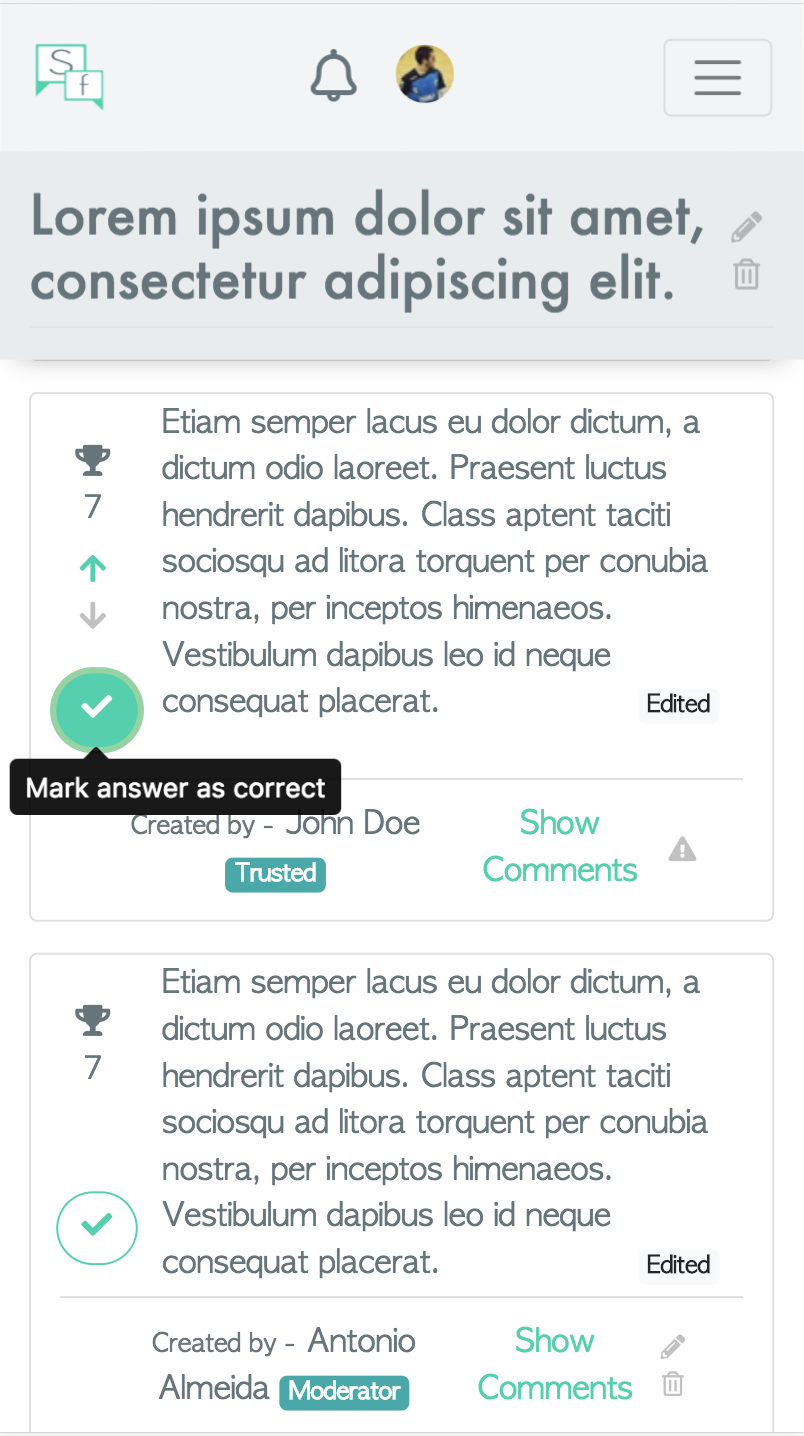 S
f
Lorem ipsum dolor sit amet,
consectetur adipiscing elit.
Etiam semper lacus eu dolor dictum, a
dictum odio laoreet. Praesent luctus
hendrerit dapibus. Class aptent taciti
sociosqu ad litora torquent per conubia
nostra, per inceptos himenaeos.
Vestibulum dapibus leo id neque
consequat placerat.
7
Edited
Mark answer as correct
Created by - John Doe
Trusted
Show
Comments
Etiam semper lacus eu dolor dictum, a
dictum odio laoreet. Praesent luctus
hendrerit dapibus. Class aptent taciti
sociosqu ad litora torquent per conubia
nostra, per inceptos himenaeos.
Vestibulum dapibus leo id neque
consequat placerat.
7
Edited
Created by - Antonio
Almeida Moderator
Show
Comments